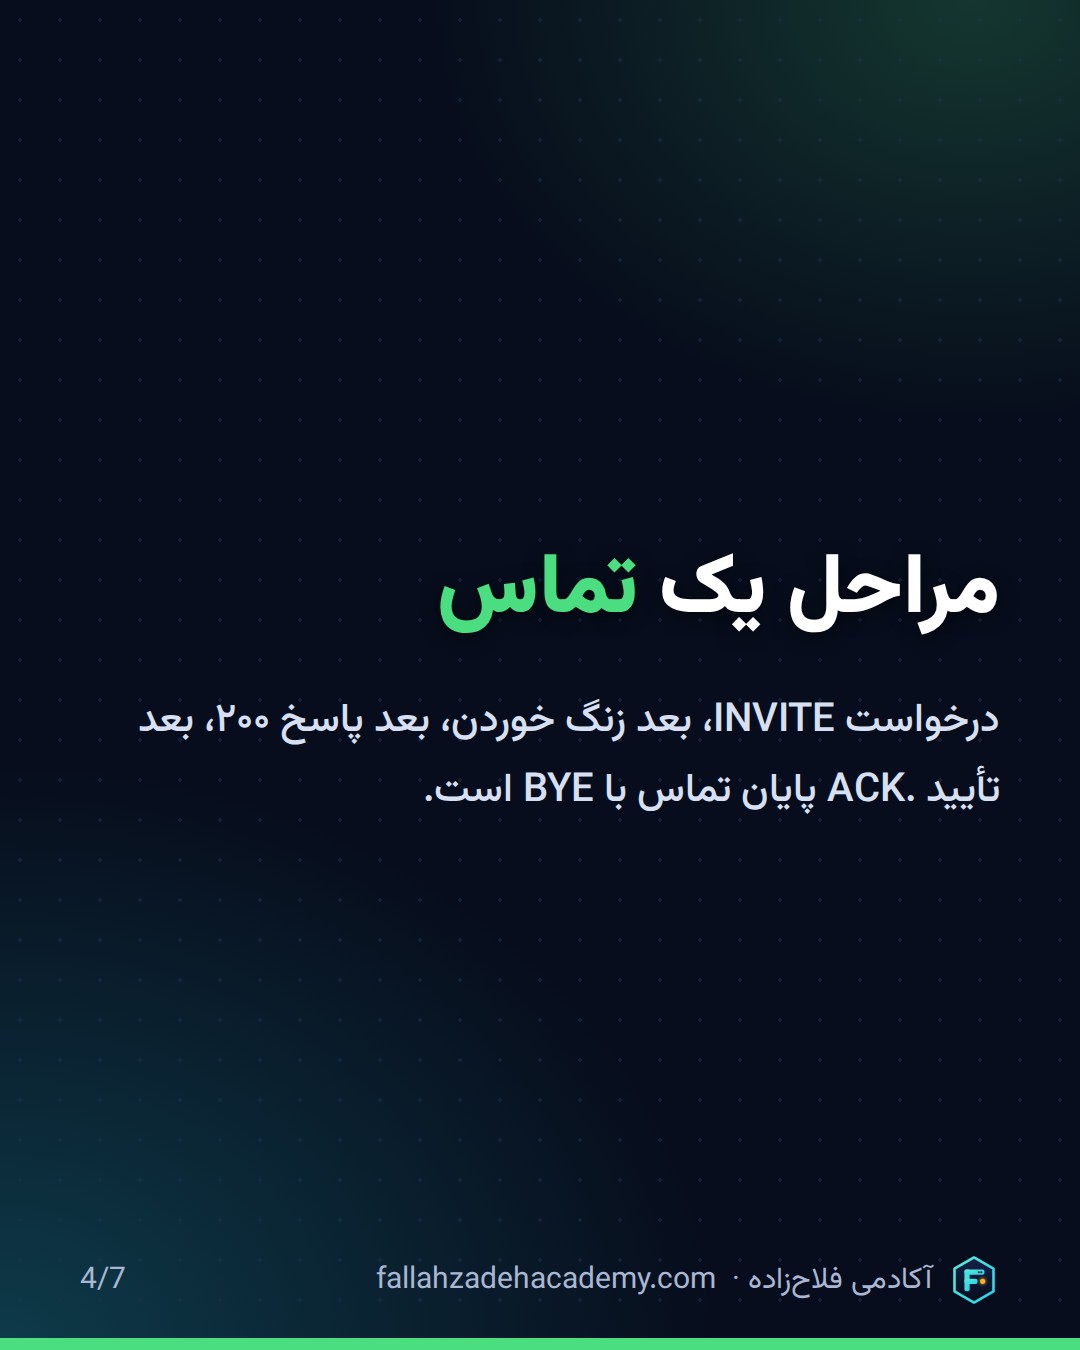 مراحل یک تماس
درخواست INVITE، بعد زنگ خوردن، بعد پاسخ ۲۰۰، بعد
تأیید .ACK پایان تماس با BYE است.
آکادمی فلاح‌زاده · fallahzadehacademy.com
4/7